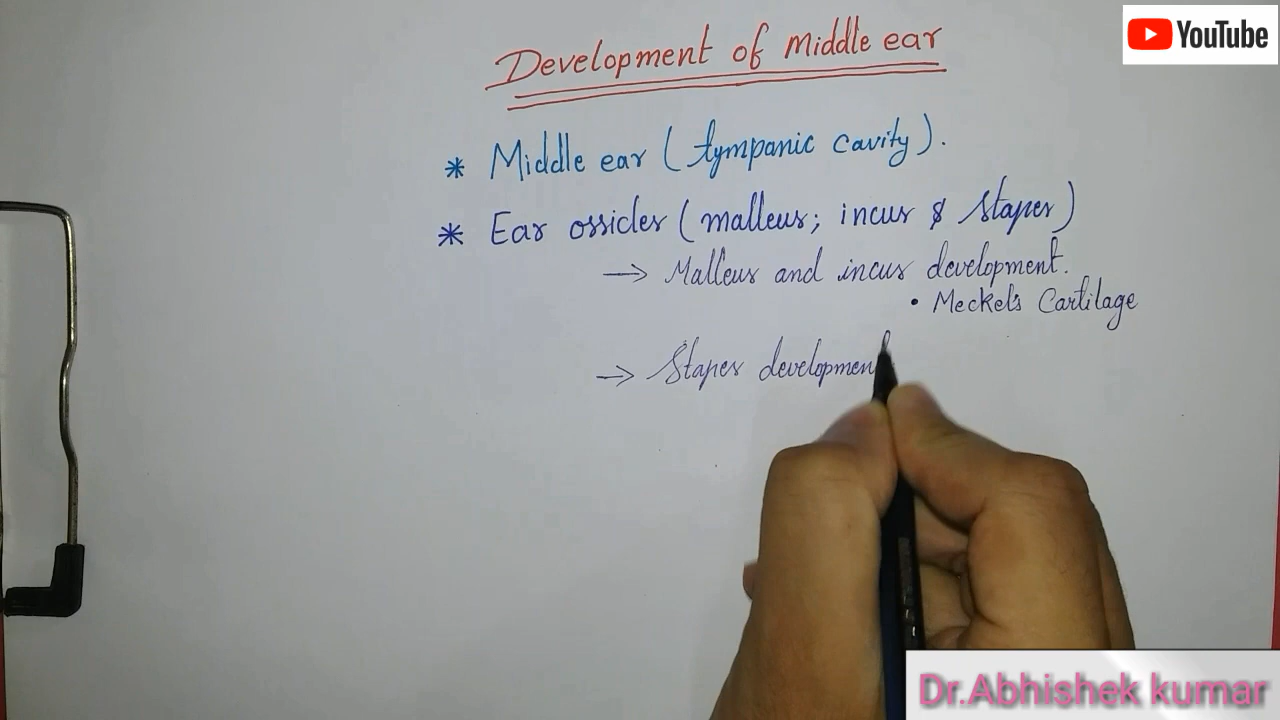 YouTube
Development of Middle ear
* Middle ear (tympanic cavity).
* Ear ossicles (malleus; incus & stapes)
→ Malleus and incus development.
• Meckel's Cartilage
→ Stapes development
Dr.Abhishek kumar